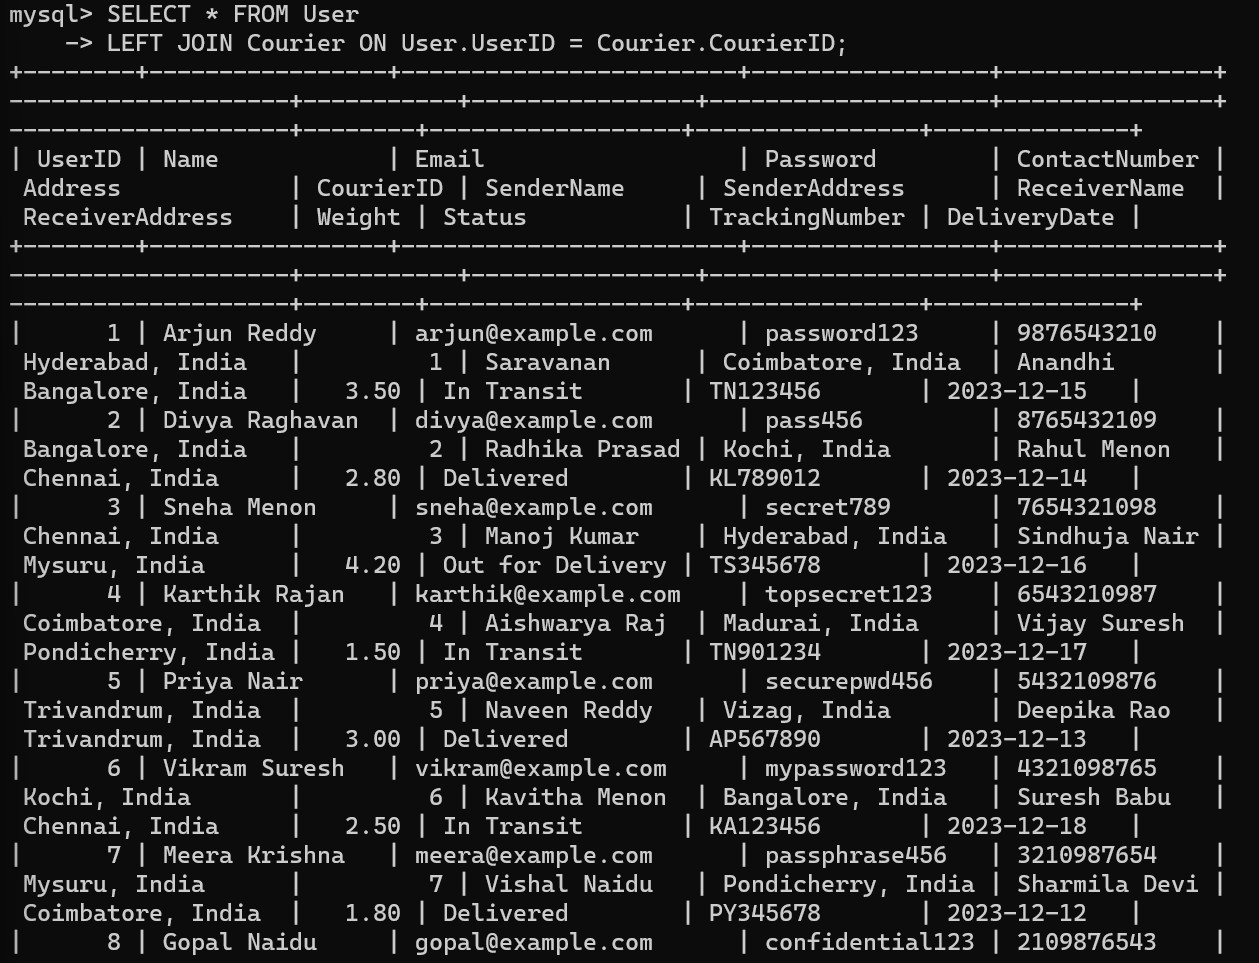 mysql> SELECT * FROM User
    -> LEFT JOIN Courier ON User.UserID = Courier.CourierID;
+--------+-----------------+------------------------+-----------------+---------------+
--------------------+-----------+----------------+--------------------+---------------+
--------------------+--------+------------------+----------------+--------------+
| UserID | Name            | Email                  | Password        | ContactNumber |
 Address            | CourierID | SenderName     | SenderAddress      | ReceiverName  |
 ReceiverAddress    | Weight | Status           | TrackingNumber | DeliveryDate |
+--------+-----------------+------------------------+-----------------+---------------+
--------------------+-----------+----------------+--------------------+---------------+
--------------------+--------+------------------+----------------+--------------+
|      1 | Arjun Reddy     | arjun@example.com      | password123     | 9876543210    |
 Hyderabad, India   |         1 | Saravanan      | Coimbatore, India  | Anandhi       |
 Bangalore, India   |   3.50 | In Transit       | TN123456       | 2023-12-15   |
|      2 | Divya Raghavan  | divya@example.com      | pass456         | 8765432109    |
 Bangalore, India   |         2 | Radhika Prasad | Kochi, India       | Rahul Menon   |
 Chennai, India     |   2.80 | Delivered        | KL789012       | 2023-12-14   |
|      3 | Sneha Menon     | sneha@example.com      | secret789       | 7654321098    |
 Chennai, India     |         3 | Manoj Kumar    | Hyderabad, India   | Sindhuja Nair |
 Mysuru, India      |   4.20 | Out for Delivery | TS345678       | 2023-12-16   |
|      4 | Karthik Rajan   | karthik@example.com    | topsecret123    | 6543210987    |
 Coimbatore, India  |         4 | Aishwarya Raj  | Madurai, India     | Vijay Suresh  |
 Pondicherry, India |   1.50 | In Transit       | TN901234       | 2023-12-17   |
|      5 | Priya Nair      | priya@example.com      | securepwd456    | 5432109876    |
 Trivandrum, India  |         5 | Naveen Reddy   | Vizag, India       | Deepika Rao   |
 Trivandrum, India  |   3.00 | Delivered        | AP567890       | 2023-12-13   |
|      6 | Vikram Suresh   | vikram@example.com     | mypassword123   | 4321098765    |
 Kochi, India       |         6 | Kavitha Menon  | Bangalore, India   | Suresh Babu   |
 Chennai, India     |   2.50 | In Transit       | KA123456       | 2023-12-18   |
|      7 | Meera Krishna   | meera@example.com      | passphrase456   | 3210987654    |
 Mysuru, India      |         7 | Vishal Naidu   | Pondicherry, India | Sharmila Devi |
 Coimbatore, India  |   1.80 | Delivered        | PY345678       | 2023-12-12   |
|      8 | Gopal Naidu     | gopal@example.com      | confidential123 | 2109876543    |